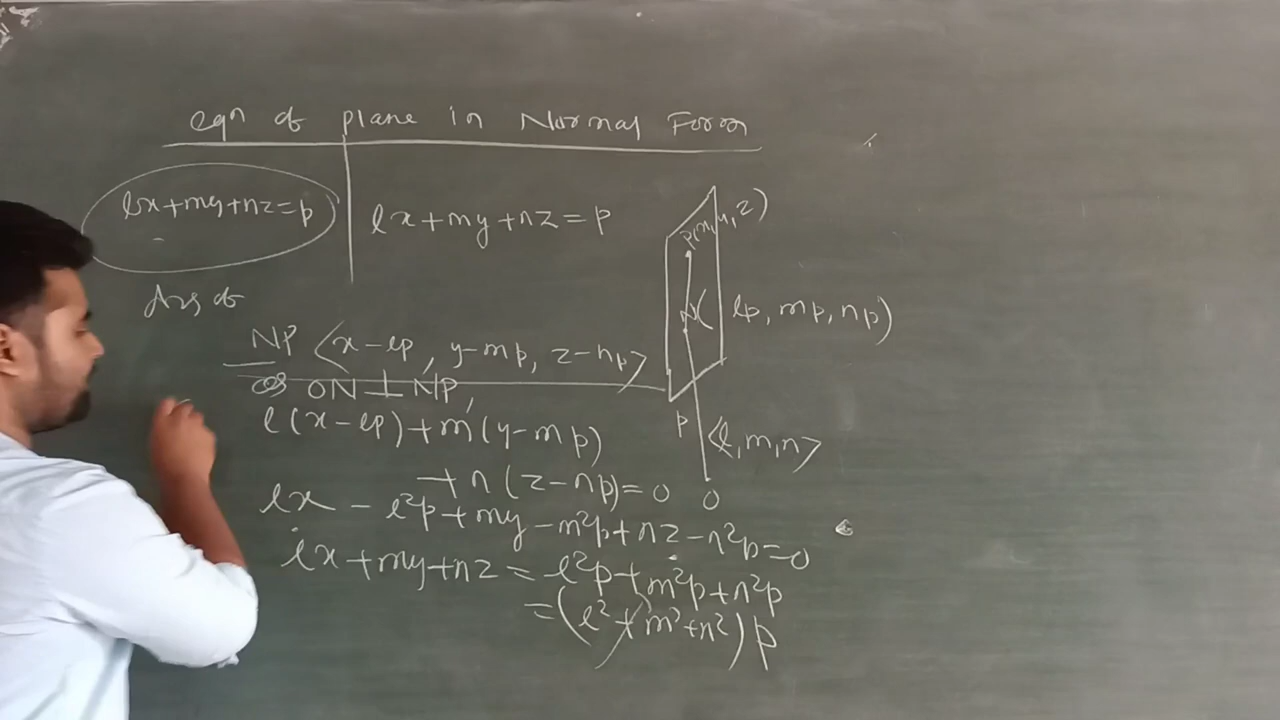 eqn of plane in Normal Form
lx+my+nz=p
lx+my+nz=p
P(x,y,z)
N(lp, mp, np)
NP <x-lp, y-mp, z-np>
as ON ⊥ NP,
l(x-lp)+m(y-mp)
+n(z-np)=0
p <l,m,n>
O
lx - l²p+my-m²p+nz-n²p=0
lx+my+nz = l²p+m²p+n²p
=(l²+m²+n²)p